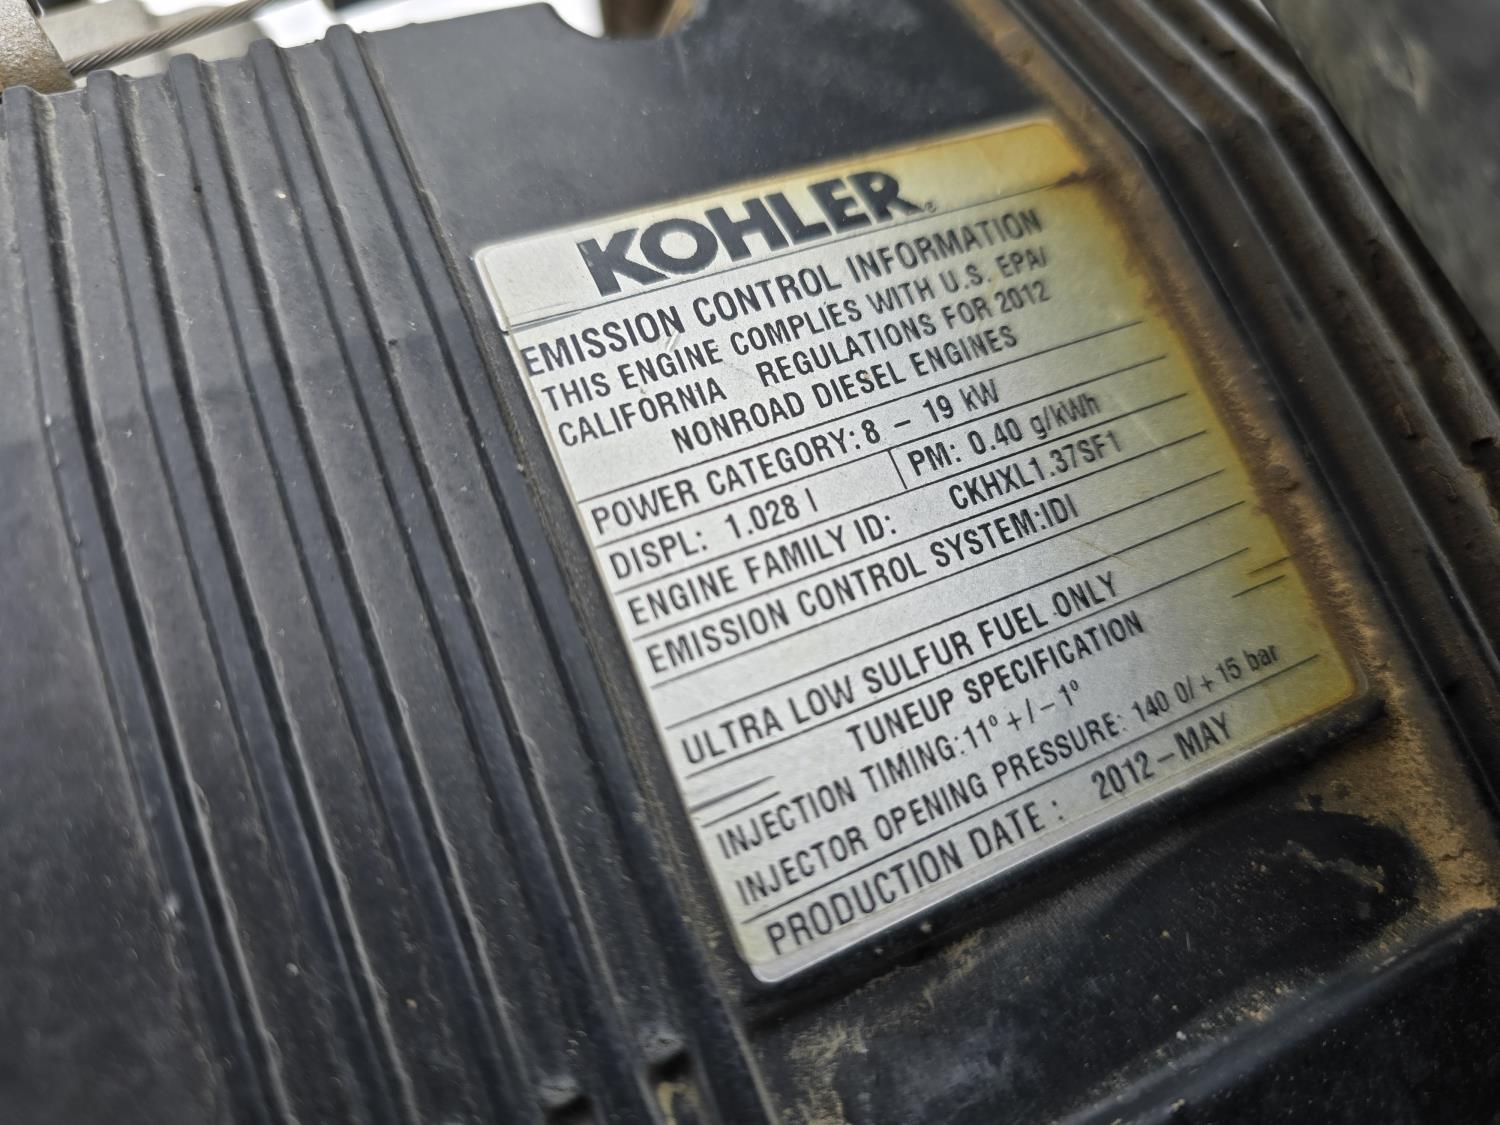 KOHLER®
EMISSION CONTROL INFORMATION
THIS ENGINE COMPLIES WITH U.S. EPA/
CALIFORNIA REGULATIONS FOR 2012
NONROAD DIESEL ENGINES
POWER CATEGORY: 8 – 19 kW
DISPL: 1.028 l PM: 0.40 g/kWh
ENGINE FAMILY ID: CKHXL1.37SF1
EMISSION CONTROL SYSTEM:IDI
ULTRA LOW SULFUR FUEL ONLY
TUNEUP SPECIFICATION
INJECTION TIMING:11º +/–1º
INJECTOR OPENING PRESSURE: 140 0/+15 bar
PRODUCTION DATE : 2012–MAY